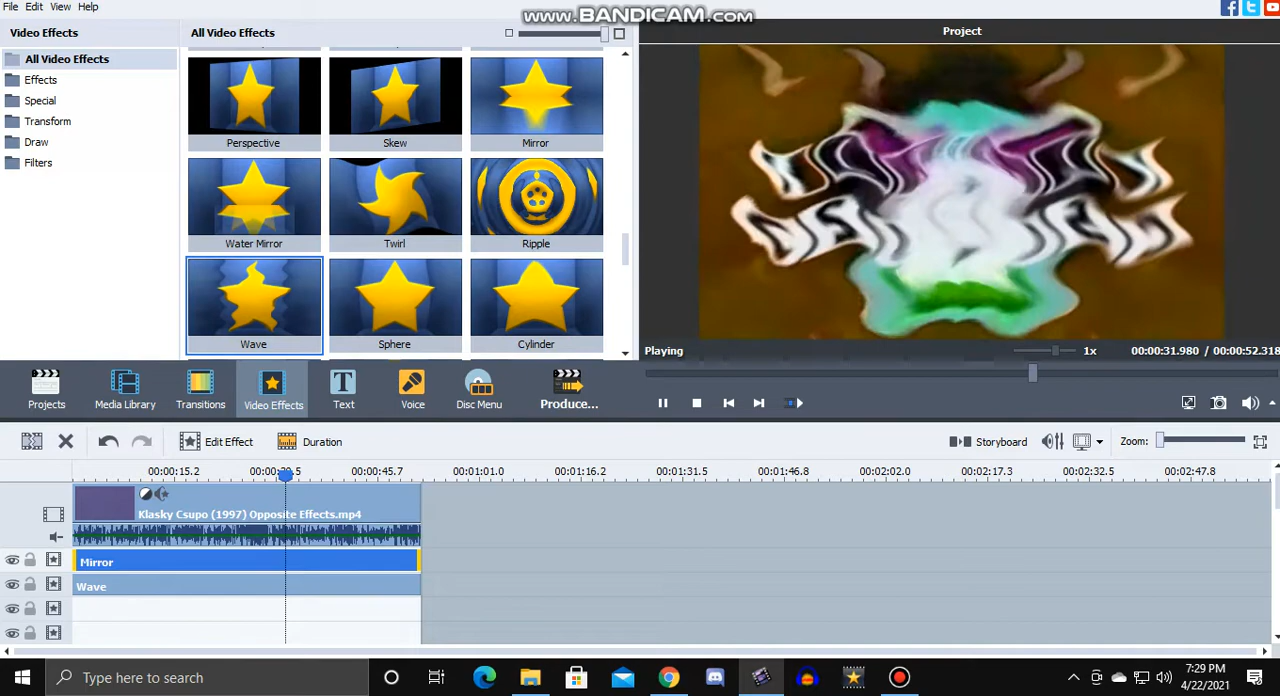 www.BANDICAM.com
File Edit View Help
Video Effects
All Video Effects
Effects
Special
Transform
Draw
Filters
All Video Effects
Perspective
Skew
Mirror
Water Mirror
Twirl
Ripple
Wave
Sphere
Cylinder
Project
Playing
1x
00:00:31.980 / 00:00:52.318
Projects
Media Library
Transitions
Video Effects
Text
Voice
Disc Menu
Produce...
Edit Effect
Duration
Storyboard
Zoom:
00:00:15.2
00:01:01.0
00:00:45.7
00:01:16.2
00:01:31.5
00:01:46.8
00:02:02.0
00:02:17.3
00:02:32.5
00:02:47.8
Klasky Csupo (1997) Opposite Effects.mp4
Mirror
Wave
Type here to search
7:29 PM
4/22/2021